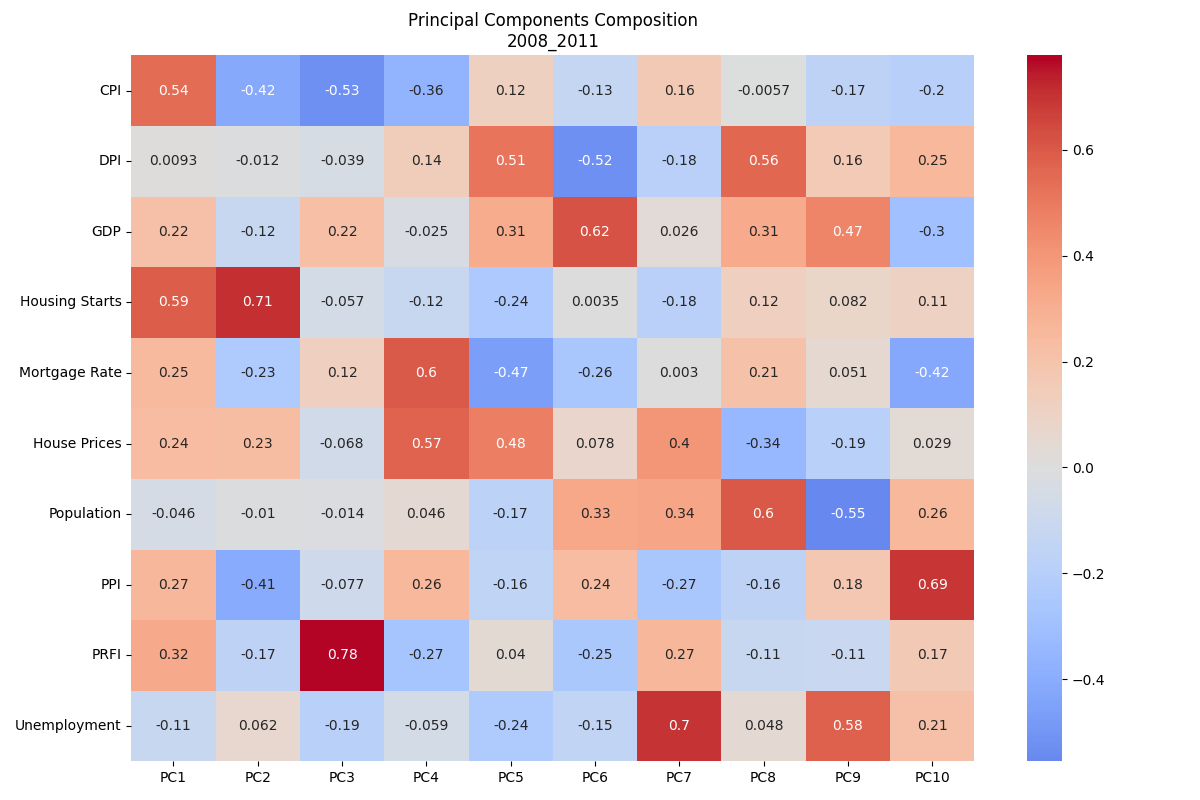 Principal Components Composition
2008_2011
CPI 0.54 -0.42 -0.53 -0.36 0.12 -0.13 0.16 -0.0057 -0.17 -0.2
DPI 0.0093 -0.012 -0.039 0.14 0.51 -0.52 -0.18 0.56 0.16 0.25
GDP 0.22 -0.12 0.22 -0.025 0.31 0.62 0.026 0.31 0.47 -0.3
Housing Starts 0.59 0.71 -0.057 -0.12 -0.24 0.0035 -0.18 0.12 0.082 0.11
Mortgage Rate 0.25 -0.23 0.12 0.6 -0.47 -0.26 0.003 0.21 0.051 -0.42
House Prices 0.24 0.23 -0.068 0.57 0.48 0.078 0.4 -0.34 -0.19 0.029
Population -0.046 -0.01 -0.014 0.046 -0.17 0.33 0.34 0.6 -0.55 0.26
PPI 0.27 -0.41 -0.077 0.26 -0.16 0.24 -0.27 -0.16 0.18 0.69
PRFI 0.32 -0.17 0.78 -0.27 0.04 -0.25 0.27 -0.11 -0.11 0.17
Unemployment -0.11 0.062 -0.19 -0.059 -0.24 -0.15 0.7 0.048 0.58 0.21
PC1 PC2 PC3 PC4 PC5 PC6 PC7 PC8 PC9 PC10
0.6
0.4
0.2
0.0
−0.2
−0.4